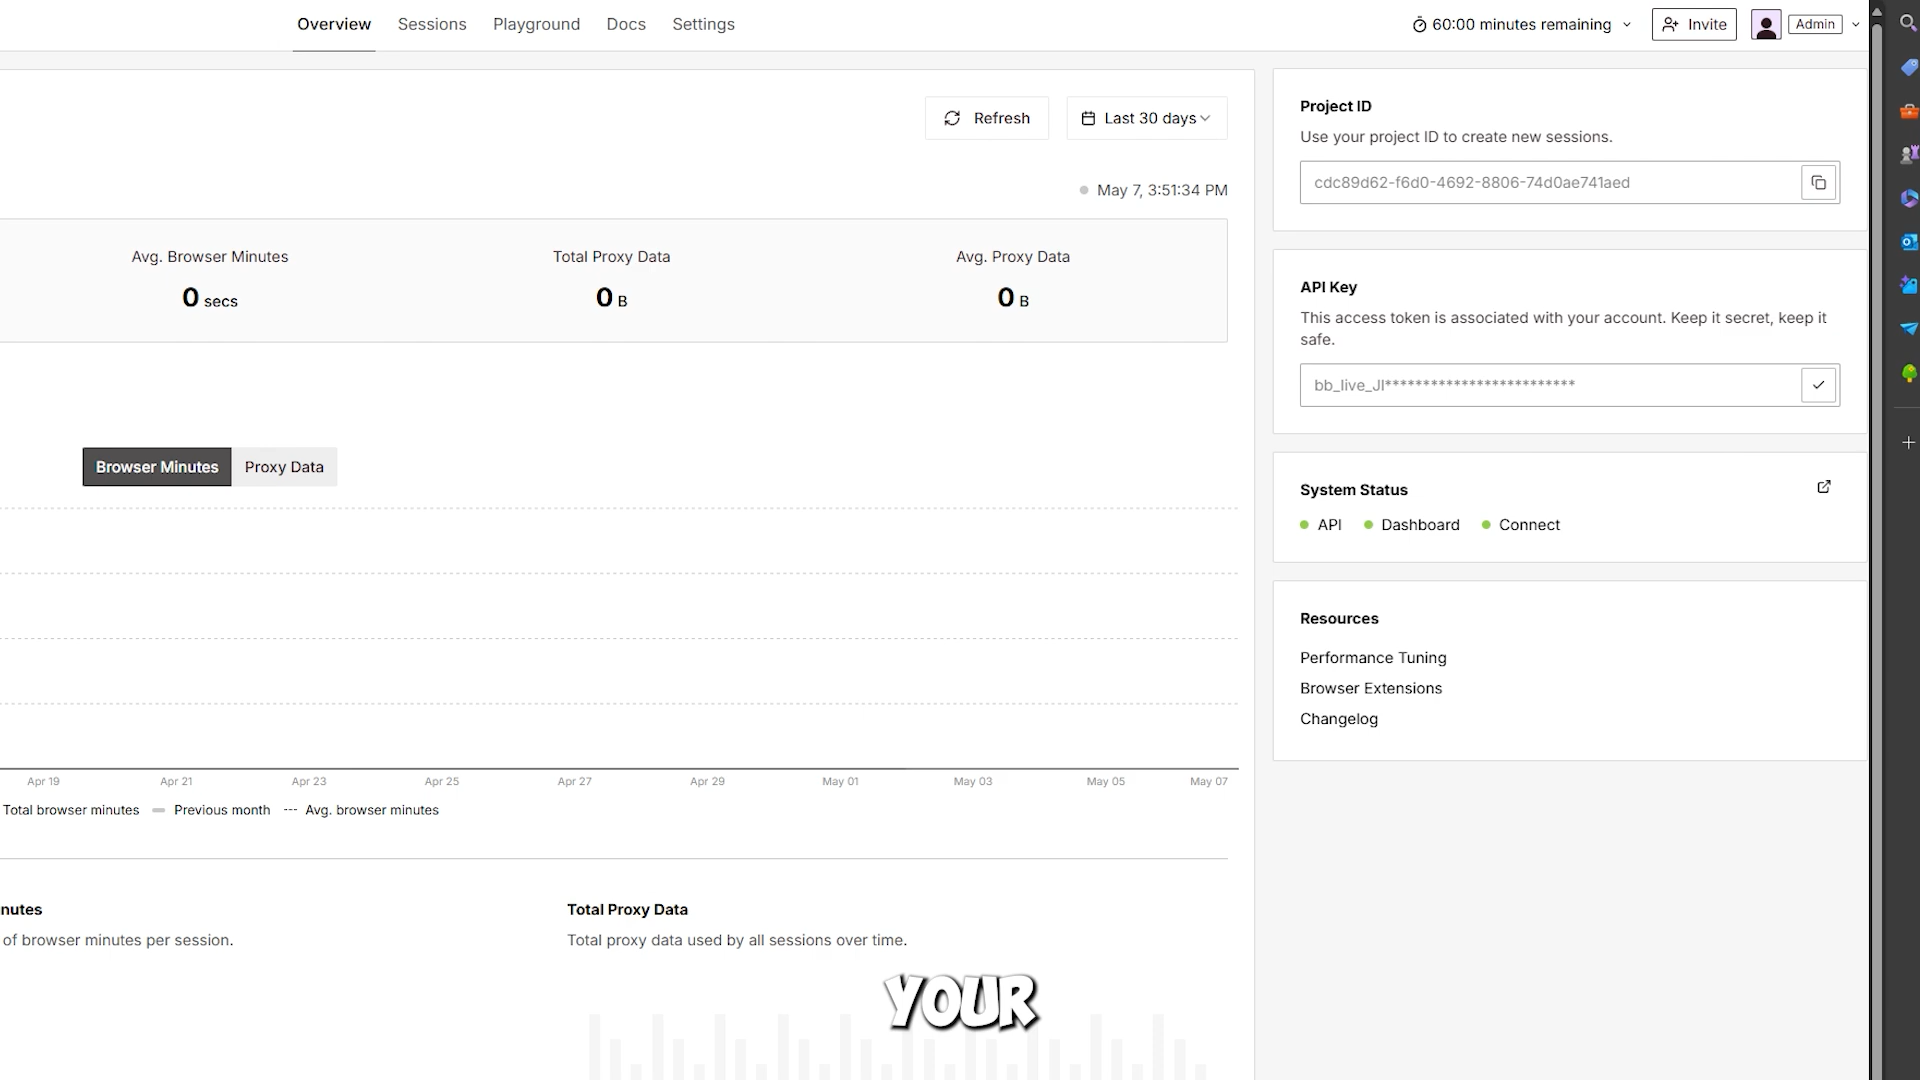 Overview Sessions Playground Docs Settings
60:00 minutes remaining Invite Admin
Refresh Last 30 days
May 7, 3:51:34 PM
Avg. Browser Minutes Total Proxy Data Avg. Proxy Data
0 secs 0 B 0 B
Browser Minutes Proxy Data
Apr 19 Apr 21 Apr 23 Apr 25 Apr 27 Apr 29 May 01 May 03 May 05 May 07
Total browser minutes Previous month Avg. browser minutes
nutes
of browser minutes per session.
Total Proxy Data
Total proxy data used by all sessions over time.
YOUR
Project ID
Use your project ID to create new sessions.
cdc89d62-f6d0-4692-8806-74d0ae741aed
API Key
This access token is associated with your account. Keep it secret, keep it
safe.
bb_live_JI*************************
System Status
API Dashboard Connect
Resources
Performance Tuning
Browser Extensions
Changelog